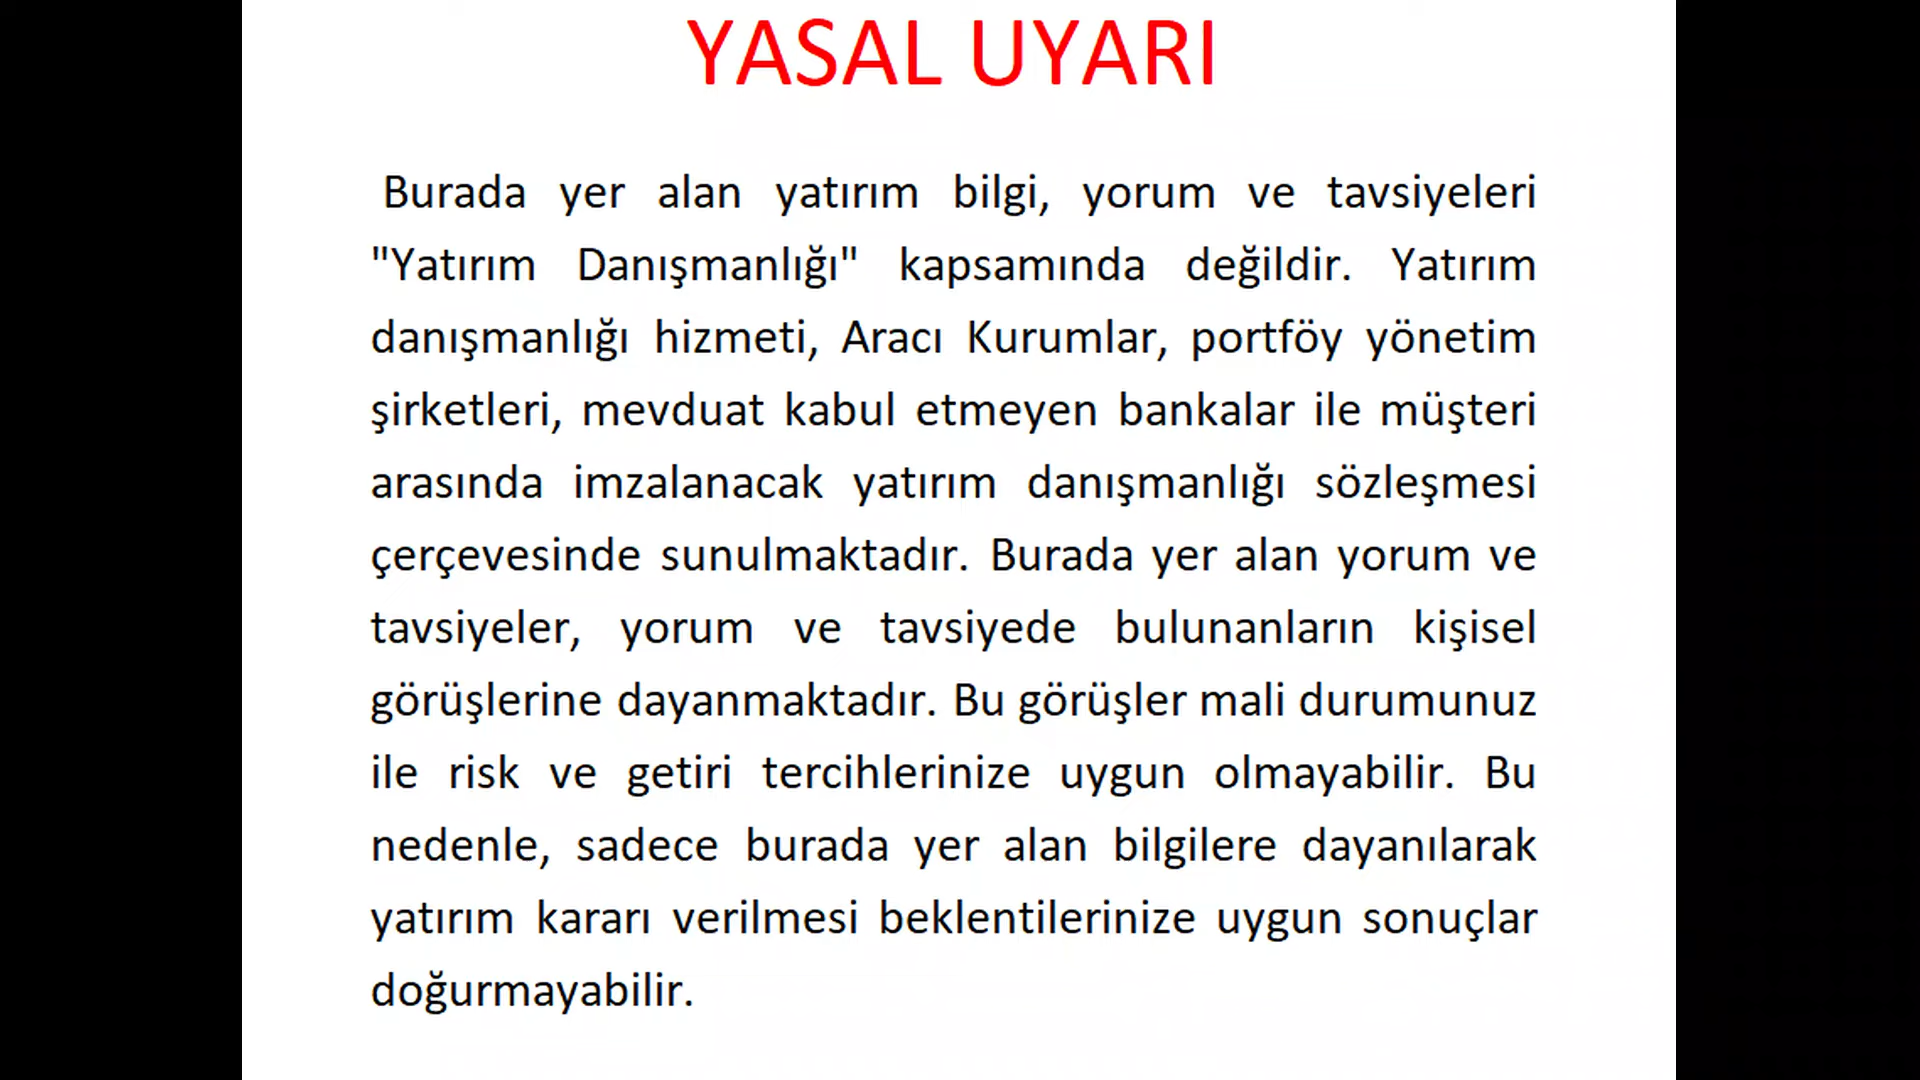 YASAL UYARI
Burada yer alan yatırım bilgi, yorum ve tavsiyeleri
"Yatırım Danışmanlığı" kapsamında değildir. Yatırım
danışmanlığı hizmeti, Aracı Kurumlar, portföy yönetim
şirketleri, mevduat kabul etmeyen bankalar ile müşteri
arasında imzalanacak yatırım danışmanlığı sözleşmesi
çerçevesinde sunulmaktadır. Burada yer alan yorum ve
tavsiyeler, yorum ve tavsiyede bulunanların kişisel
görüşlerine dayanmaktadır. Bu görüşler mali durumunuz
ile risk ve getiri tercihlerinize uygun olmayabilir. Bu
nedenle, sadece burada yer alan bilgilere dayanılarak
yatırım kararı verilmesi beklentilerinize uygun sonuçlar
doğurmayabilir.